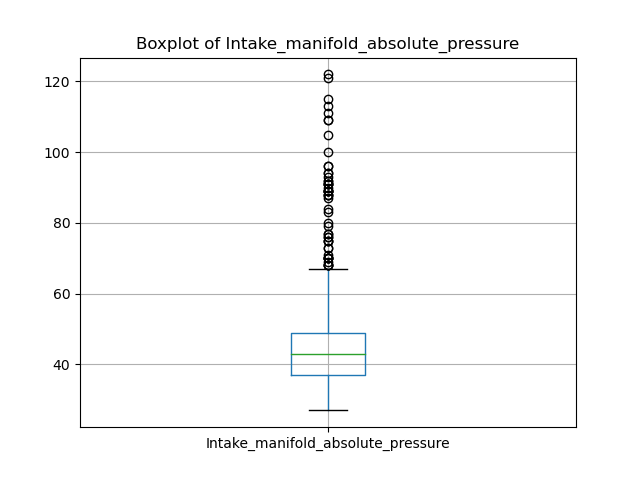 Boxplot of Intake_manifold_absolute_pressure
120
100
80
60
40
Intake_manifold_absolute_pressure